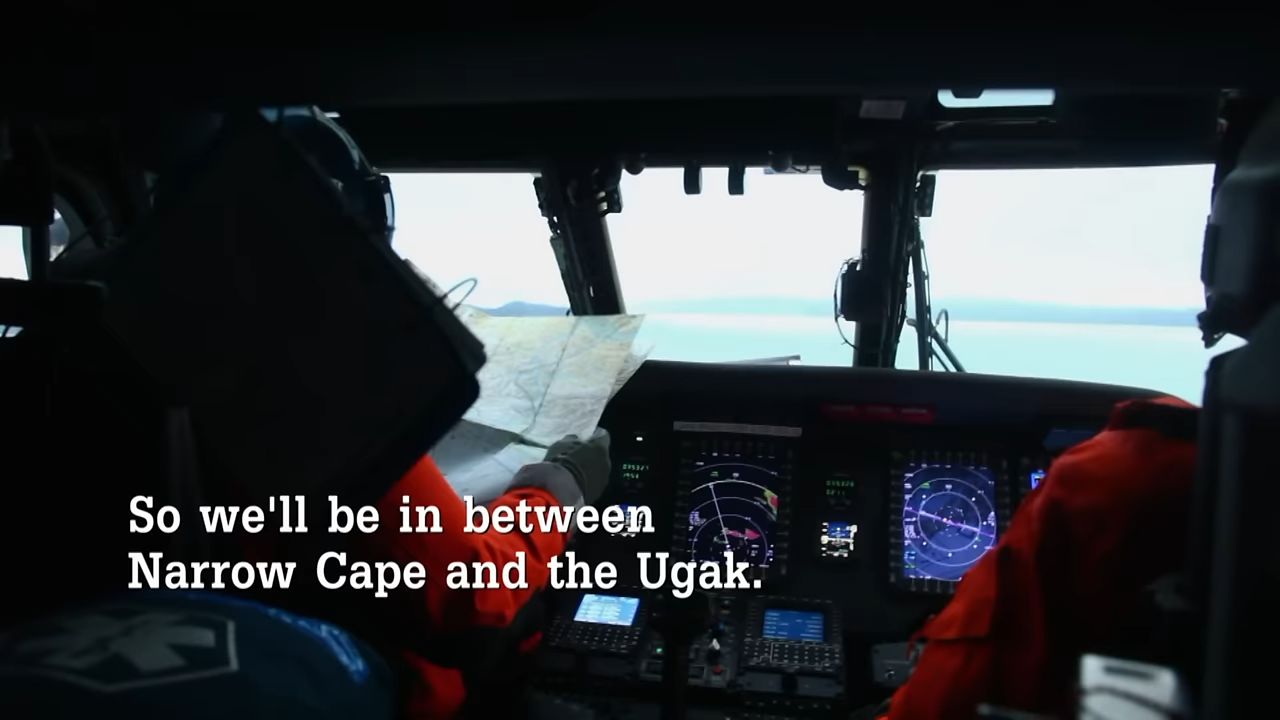 So we'll be in between
Narrow Cape and the Ugak.